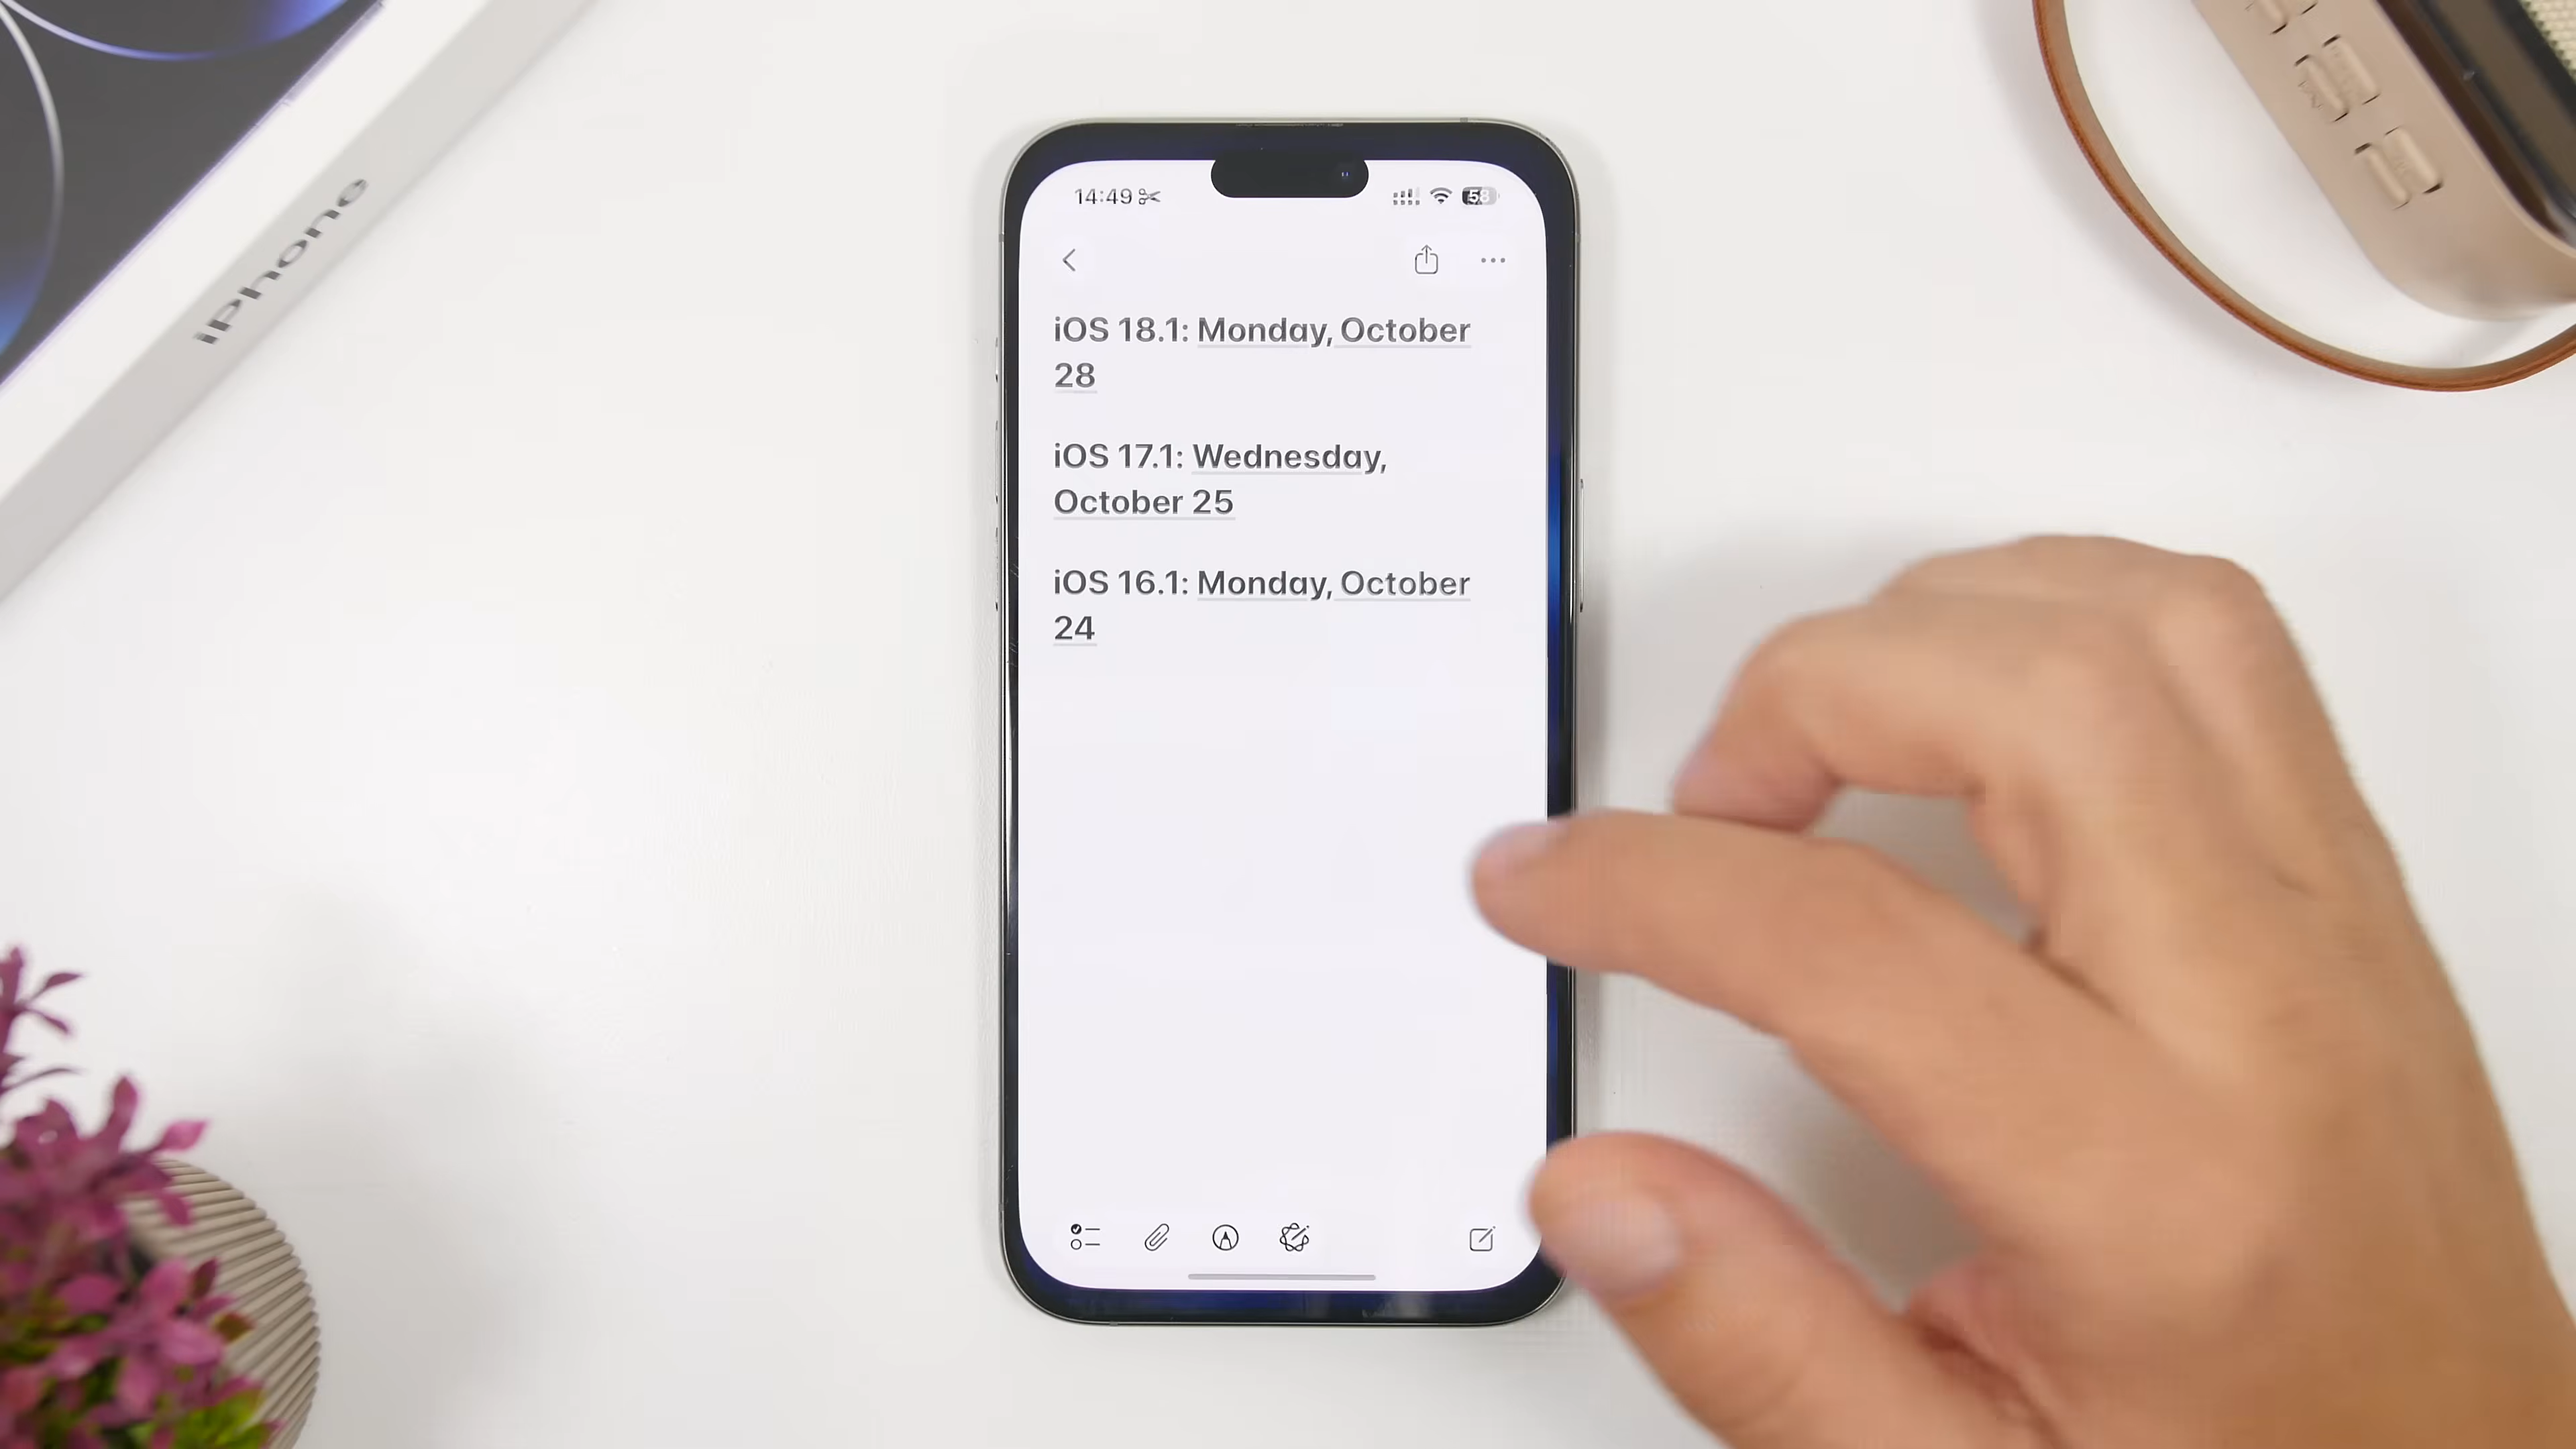 iPhone
14:49
58
iOS 18.1: Monday, October
28
iOS 17.1: Wednesday,
October 25
iOS 16.1: Monday, October
24